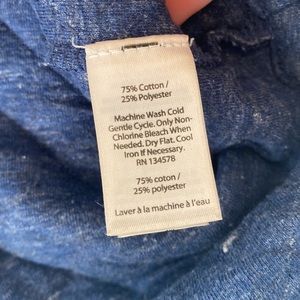 75% Cotton /
25% Polyester
Machine Wash Cold
Gentle Cycle. Only Non-
Chlorine Bleach When
Needed. Dry Flat. Cool
Iron If Necessary.
RN 134578
75% coton /
25% polyester
Laver à la machine à l'eau